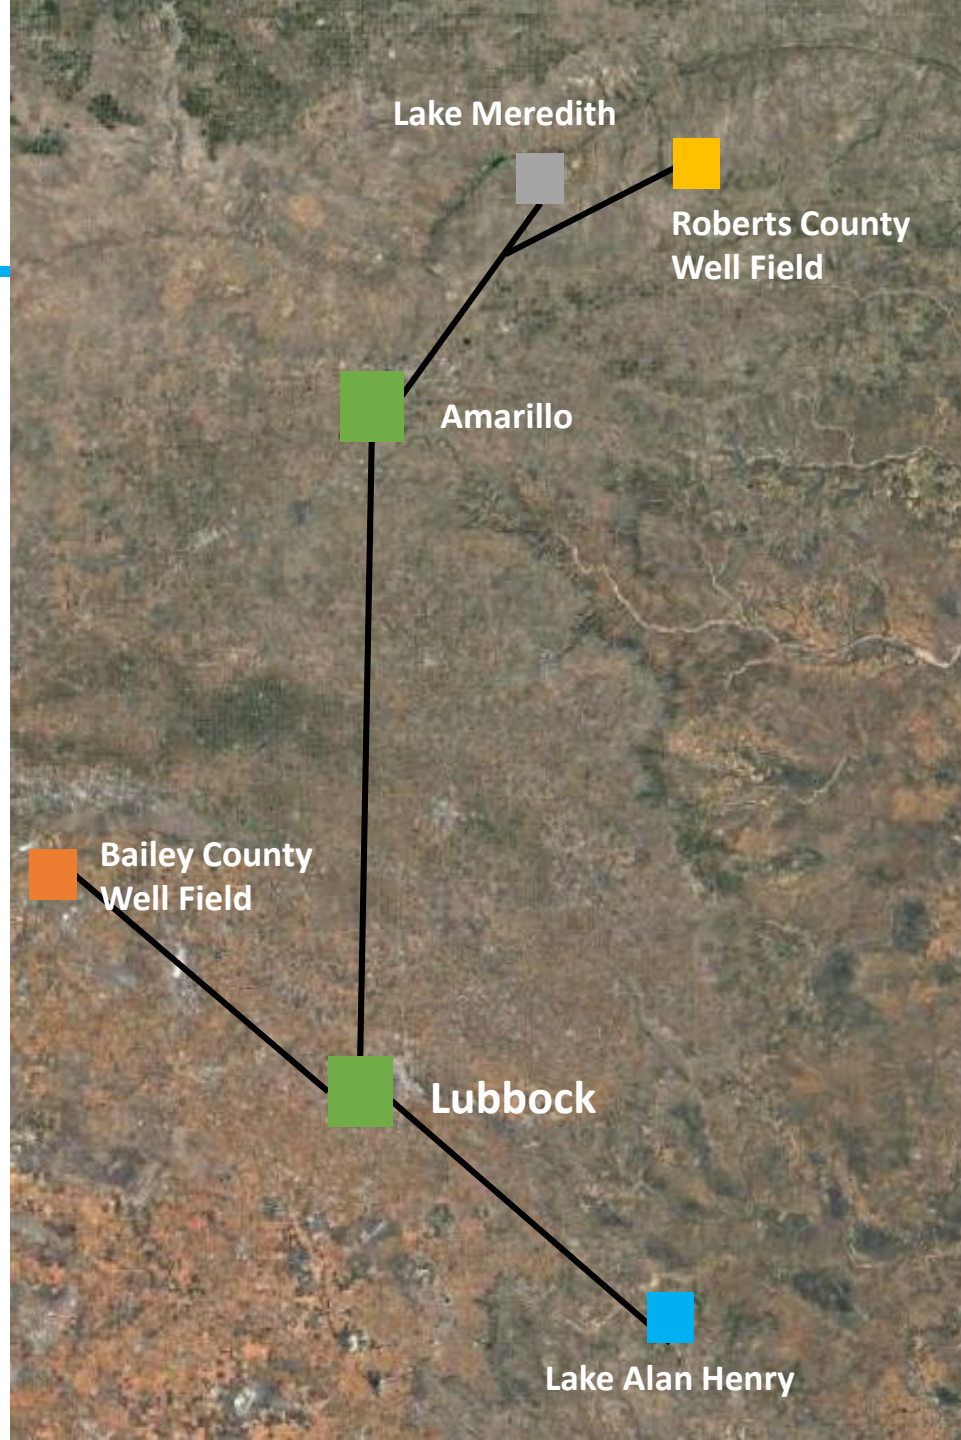 Lake Meredith
Roberts County
Well Field
Amarillo
Bailey County
Well Field
Lubbock
Lake Alan Henry